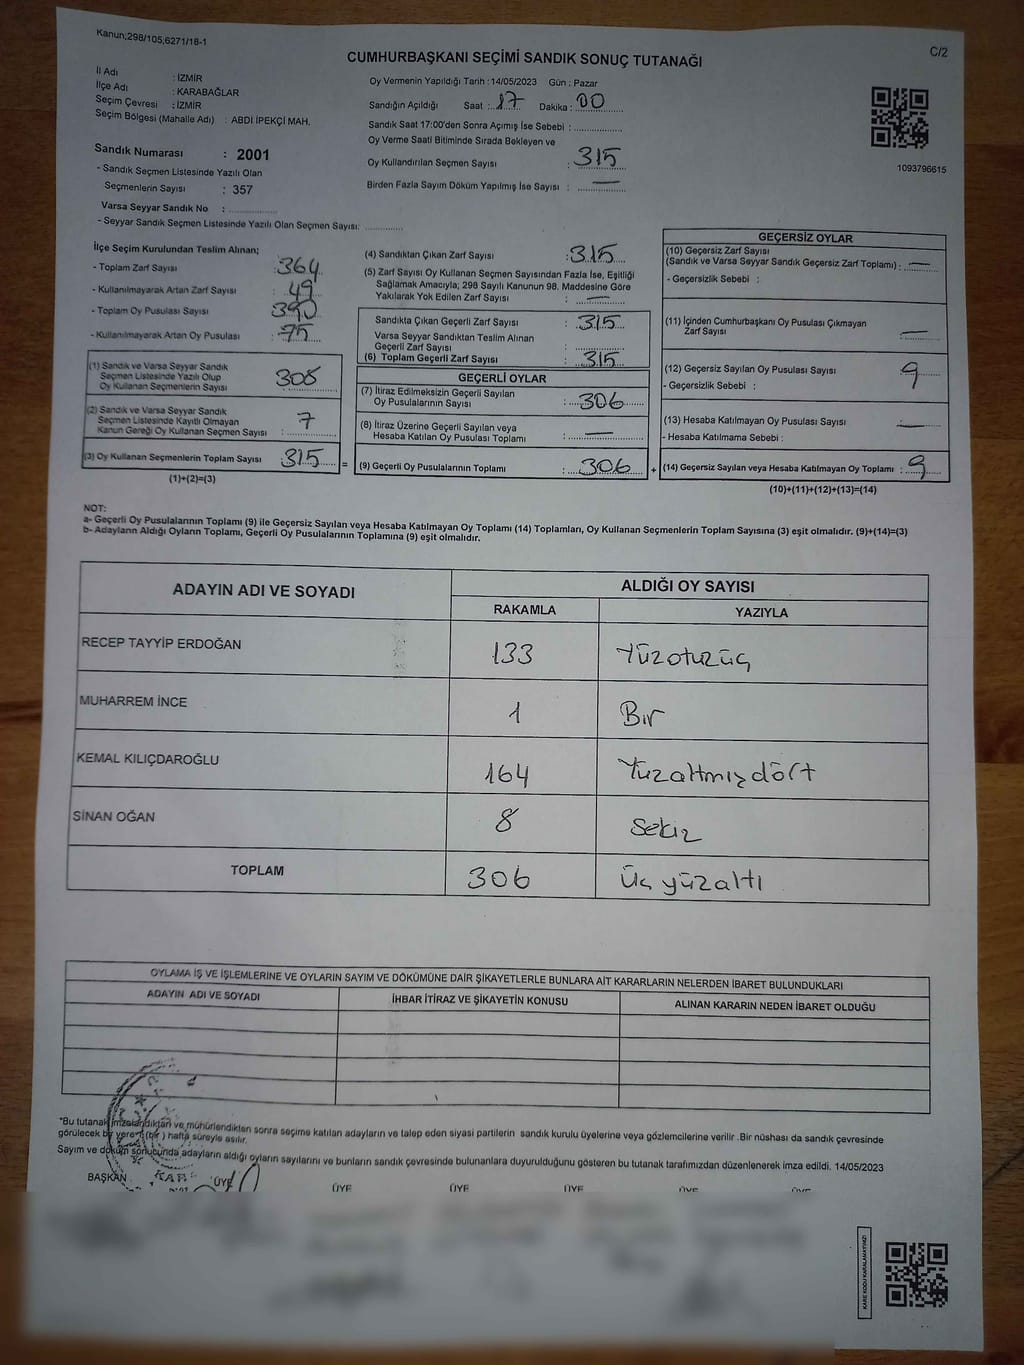 Kanun;298/105,6271/18-1
C/2
CUMHURBAŞKANI SEÇİMİ SANDIK SONUÇ TUTANAĞI
İl Adı : İZMİR
İlçe Adı : KARABAĞLAR
Seçim Çevresi : İZMİR
Seçim Bölgesi (Mahalle Adı) : ABDİ İPEKÇİ MAH.
Sandık Numarası : 2001
- Sandık Seçmen Listesinde Yazılı Olan
Seçmenlerin Sayısı : 357
Varsa Seyyar Sandık No :
- Seyyar Sandık Seçmen Listesinde Yazılı Olan Seçmen Sayısı:
Oy Vermenin Yapıldığı Tarih :14/05/2023 Gün : Pazar
Sandığın Açıldığı Saat : 17 Dakika : 00
Sandık Saat 17:00'den Sonra Açımış İse Sebebi :
Oy Verme Saati Bitiminde Sırada Bekleyen ve
Oy Kullandırılan Seçmen Sayısı : 315
Birden Fazla Sayım Döküm Yapılmış İse Sayısı : —
1093796615
İlçe Seçim Kurulundan Teslim Alınan;
- Toplam Zarf Sayısı : 364
- Kullanılmayarak Artan Zarf Sayısı : 49
- Toplam Oy Pusulası Sayısı : 390
- Kullanılmayarak Artan Oy Pusulası : 75
(1) Sandık ve Varsa Seyyar Sandık
Seçmen Listesinde Yazılı Olup
Oy Kullanan Seçmenlerin Sayısı : 308
(2) Sandık ve Varsa Seyyar Sandık
Seçmen Listesinde Kayıtlı Olmayan
Kanun Gereği Oy Kullanan Seçmen Sayısı : 7
(3) Oy Kullanan Seçmenlerin Toplam Sayısı : 315 =
(1)+(2)=(3)
(4) Sandıktan Çıkan Zarf Sayısı : 315
(5) Zarf Sayısı Oy Kullanan Seçmen Sayısından Fazla İse, Eşitliği
Sağlamak Amacıyla; 298 Sayılı Kanunun 98. Maddesine Göre
Yakılarak Yok Edilen Zarf Sayısı : —
Sandıkta Çıkan Geçerli Zarf Sayısı : 315
Varsa Seyyar Sandıktan Teslim Alınan
Geçerli Zarf Sayısı :
(6) Toplam Geçerli Zarf Sayısı : 315
GEÇERLİ OYLAR
(7) İtiraz Edilmeksizin Geçerli Sayılan
Oy Pusulalarının Sayısı : 306
(8) İtiraz Üzerine Geçerli Sayılan veya
Hesaba Katılan Oy Pusulası Toplamı : —
(9) Geçerli Oy Pusulalarının Toplamı : 306 +
GEÇERSİZ OYLAR
(10) Geçersiz Zarf Sayısı
(Sandık ve Varsa Seyyar Sandık Geçersiz Zarf Toplamı) : —
- Geçersizlik Sebebi :
(11) İçinden Cumhurbaşkanı Oy Pusulası Çıkmayan
Zarf Sayısı : —
(12) Geçersiz Sayılan Oy Pusulası Sayısı : 9
- Geçersizlik Sebebi :
(13) Hesaba Katılmayan Oy Pusulası Sayısı : —
- Hesaba Katılmama Sebebi :
(14) Geçersiz Sayılan veya Hesaba Katılmayan Oy Toplamı : 9
(10)+(11)+(12)+(13)=(14)
NOT:
a- Geçerli Oy Pusulalarının Toplamı (9) ile Geçersiz Sayılan veya Hesaba Katılmayan Oy Toplamı (14) Toplamları, Oy Kullanan Seçmenlerin Toplam Sayısına (3) eşit olmalıdır. (9)+(14)=(3)
b- Adayların Aldığı Oyların Toplamı, Geçerli Oy Pusulalarının Toplamına (9) eşit olmalıdır.
ADAYIN ADI VE SOYADI ALDIĞI OY SAYISI
RAKAMLA YAZIYLA
RECEP TAYYİP ERDOĞAN 133 Yüzotuzüç
MUHARREM İNCE 1 Bir
KEMAL KILIÇDAROĞLU 164 Yüzaltmışdört
SİNAN OĞAN 8 Sekiz
TOPLAM 306 Üç yüzaltı
OYLAMA İŞ VE İŞLEMLERİNE VE OYLARIN SAYIM VE DÖKÜMÜNE DAİR ŞİKAYETLERLE BUNLARA AİT KARARLARIN NELERDEN İBARET BULUNDUKLARI
ADAYIN ADI VE SOYADI İHBAR İTİRAZ VE ŞİKAYETİN KONUSU ALINAN KARARIN NEDEN İBARET OLDUĞU
"Bu tutanak imzalandıktan ve mühürlendikten sonra seçime katılan adayların ve talep eden siyasi partilerin sandık kurulu üyelerine veya gözlemcilerine verilir .Bir nüshası da sandık çevresinde
görülecek bir yere 1 (bir ) hafta süreyle asılır.
Sayım ve döküm sonucunda adayların aldığı oyların sayılarını ve bunların sandık çevresinde bulunanlara duyurulduğunu gösteren bu tutanak tarafımızdan düzenlenerek imza edildi. 14/05/2023
BAŞKAN ÜYE ÜYE ÜYE ÜYE ÜYE ÜYE
KARE KODU KARALAMAYINIZ!